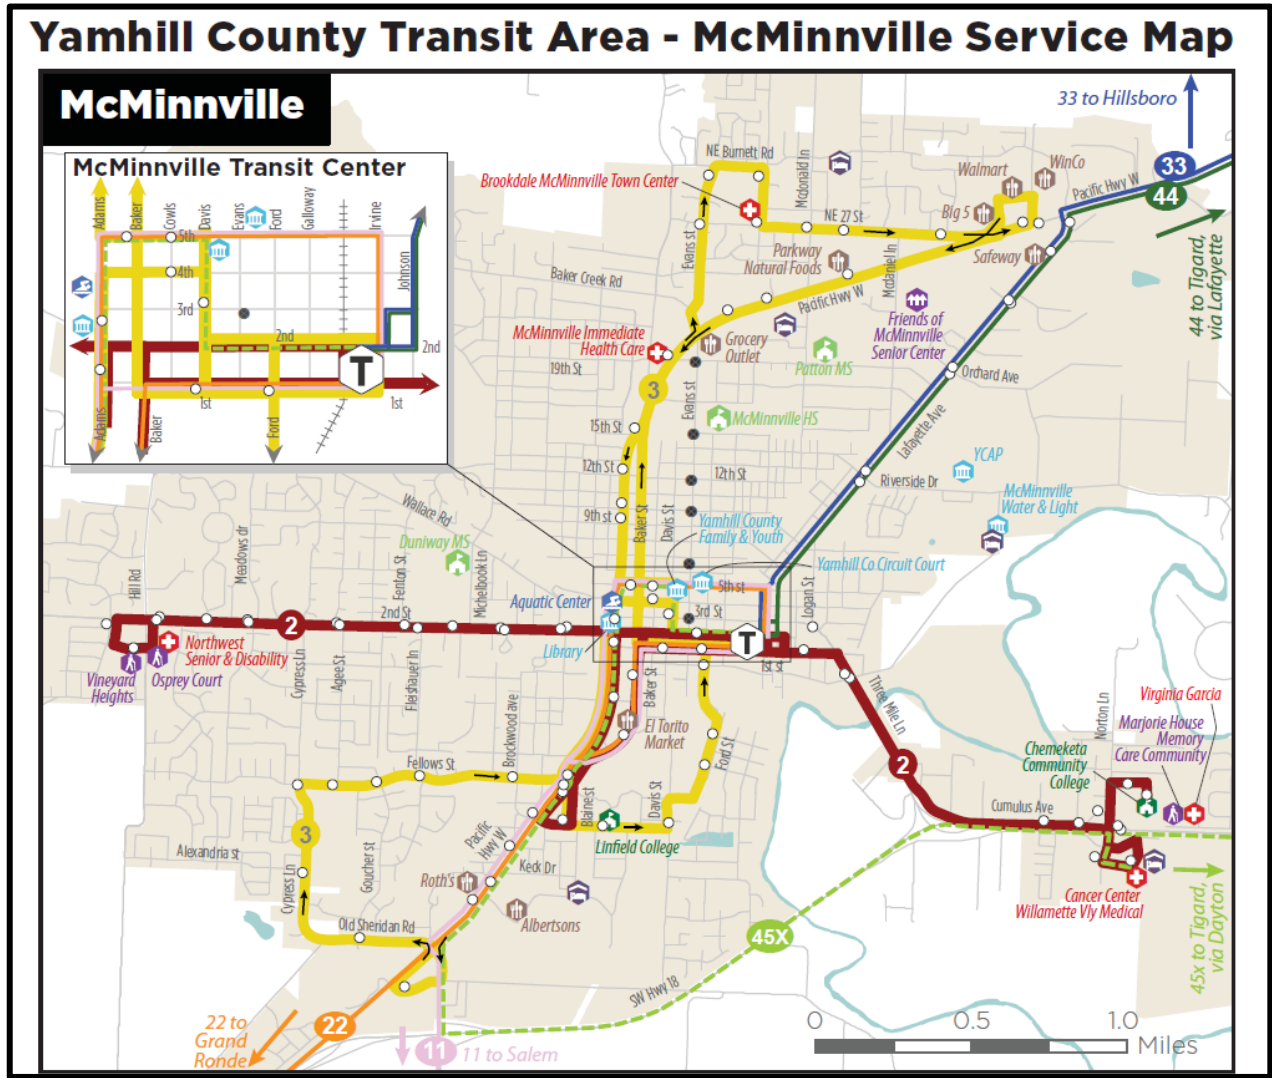 Yamhill County Transit Area - McMinnville Service Map
McMinnville
33 to Hillsboro
McMinnville Transit Center
Adams
Baker
Cowls
Davis
Evans
Ford
Galloway
Irvine
5th
4th
3rd
2nd
2nd
1st
1st
Johnson
T
Adams
Baker
Ford
NE Burnett Rd
Mcdonald ln
Walmart
WinCo
Pacific Hwy W
33
44
Brookdale McMinnville Town Center
Big 5
NE 27 St
Evans st
Parkway
Natural Foods
Mcdaniel ln
Safeway
44 to Tigard,
via Lafayette
Baker Creek Rd
Pacific Hwy W
Friends of
McMinnville
Senior Center
McMinnville Immediate
Health Care
Grocery
Outlet
Patton MS
19th St
Orchard Ave
3
Evans st
McMinnville HS
15th St
Lafayette Ave
12th St
12th St
YCAP
Riverside Dr
McMinnville
Water & Light
9th st
Baker St
Davis St
Wallace Rd
Duniway MS
Yamhill County
Family & Youth
Yamhill Co Circuit Court
Meadows dr
Hill Rd
Fenton St
Michelbook Ln
Aquatic Center
5th st
3rd St
Logan St
2nd St
2
Library
T
1st st
Northwest
Senior & Disability
Vineyard
Heights
Osprey Court
Cypress Ln
Agee St
Fleishauer ln
Baker St
Three Mile Ln
Brockwood ave
El Torito
Market
Ford St
Norton Ln
Virginia Garcia
Marjorie House
Memory
Care Community
Chemeketa
Community
College
2
Fellows St
Blaine st
Davis St
Cumulus Ave
3
Pacific
Hwy W
Linfield College
Alexandria st
Goucher st
Cypress Ln
Keck Dr
Roth's
Albertsons
Cancer Center
Willamette Vly Medical
Old Sheridan Rd
45X
45x to Tigard,
via Dayton
SW Hwy 18
22 to
Grand
Ronde
22
11
11 to Salem
0
0.5
1.0
Miles